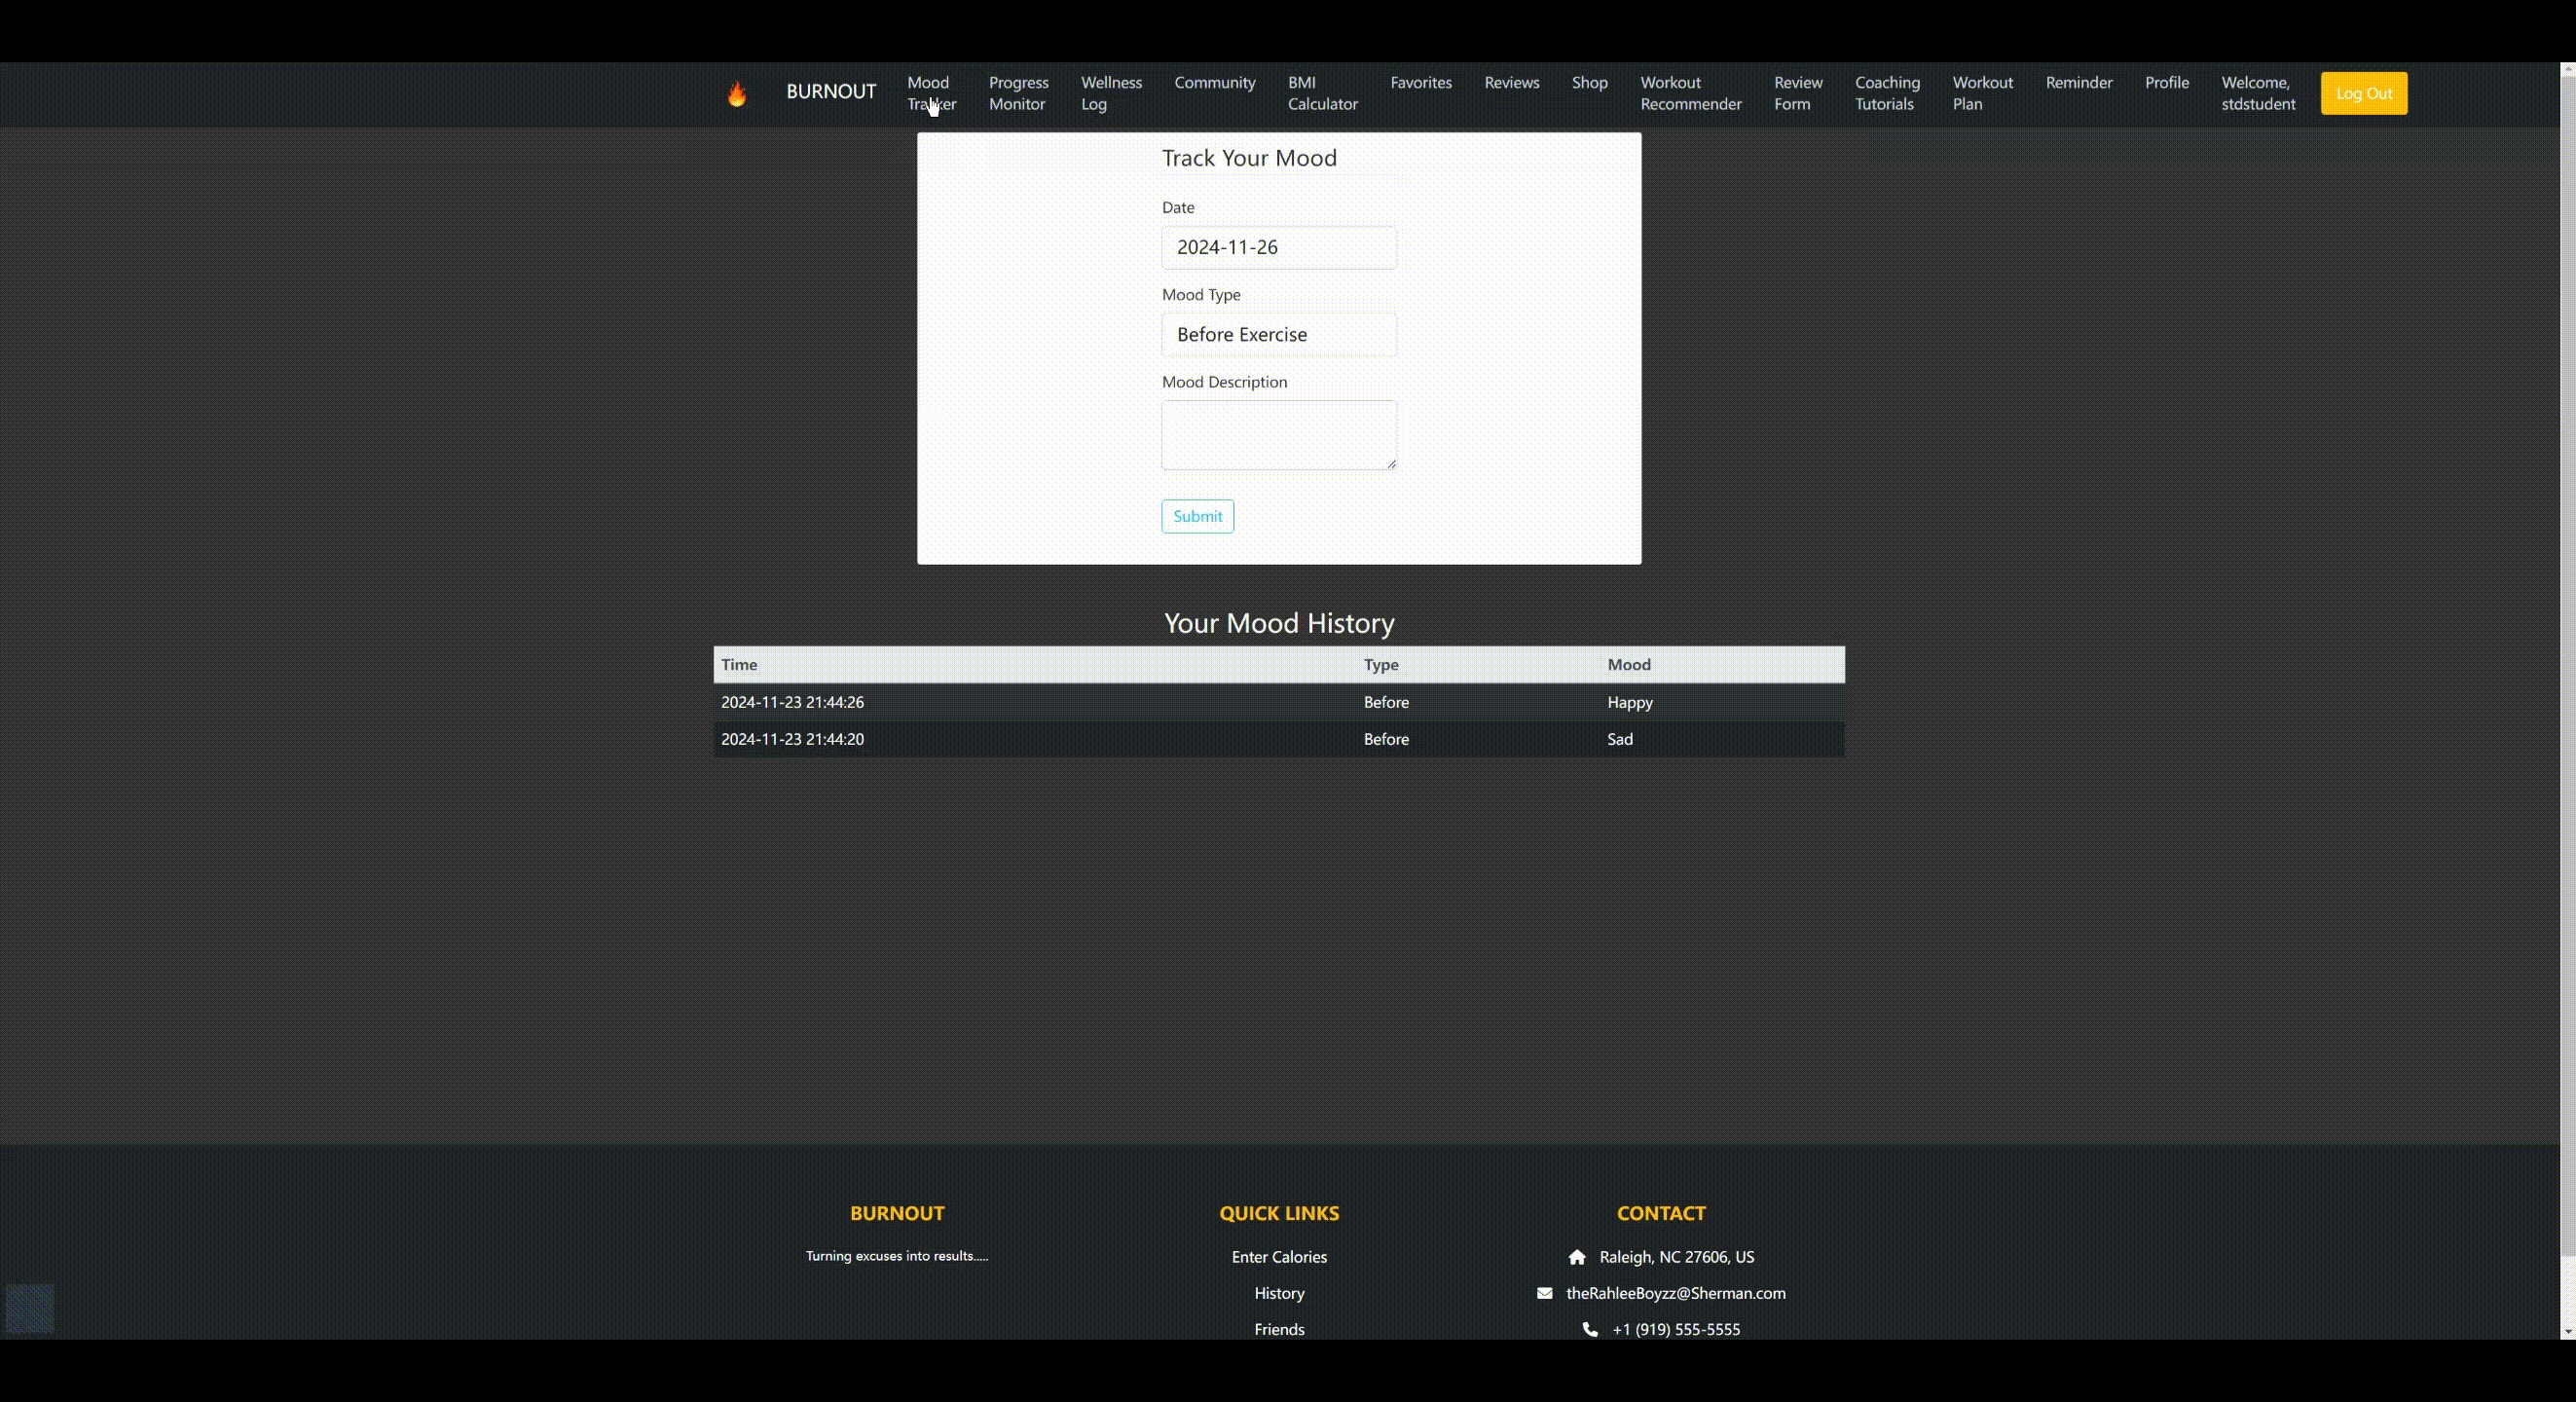 BURNOUT
Mood
Tracker
Progress
Monitor
Wellness
Log
Community
BMI
Calculator
Favorites
Reviews
Shop
Workout
Recommender
Review
Form
Coaching
Tutorials
Workout
Plan
Reminder
Profile
Welcome,
stdstudent
Log Out
Track Your Mood
Date
2024-11-26
Mood Type
Before Exercise
Mood Description
Submit
Your Mood History
Time Type Mood
2024-11-23 21:44:26 Before Happy
2024-11-23 21:44:20 Before Sad
BURNOUT
Turning excuses into results.....
QUICK LINKS
Enter Calories
History
Friends
CONTACT
Raleigh, NC 27606, US
theRahleeBoyzz@Sherman.com
+1 (919) 555-5555